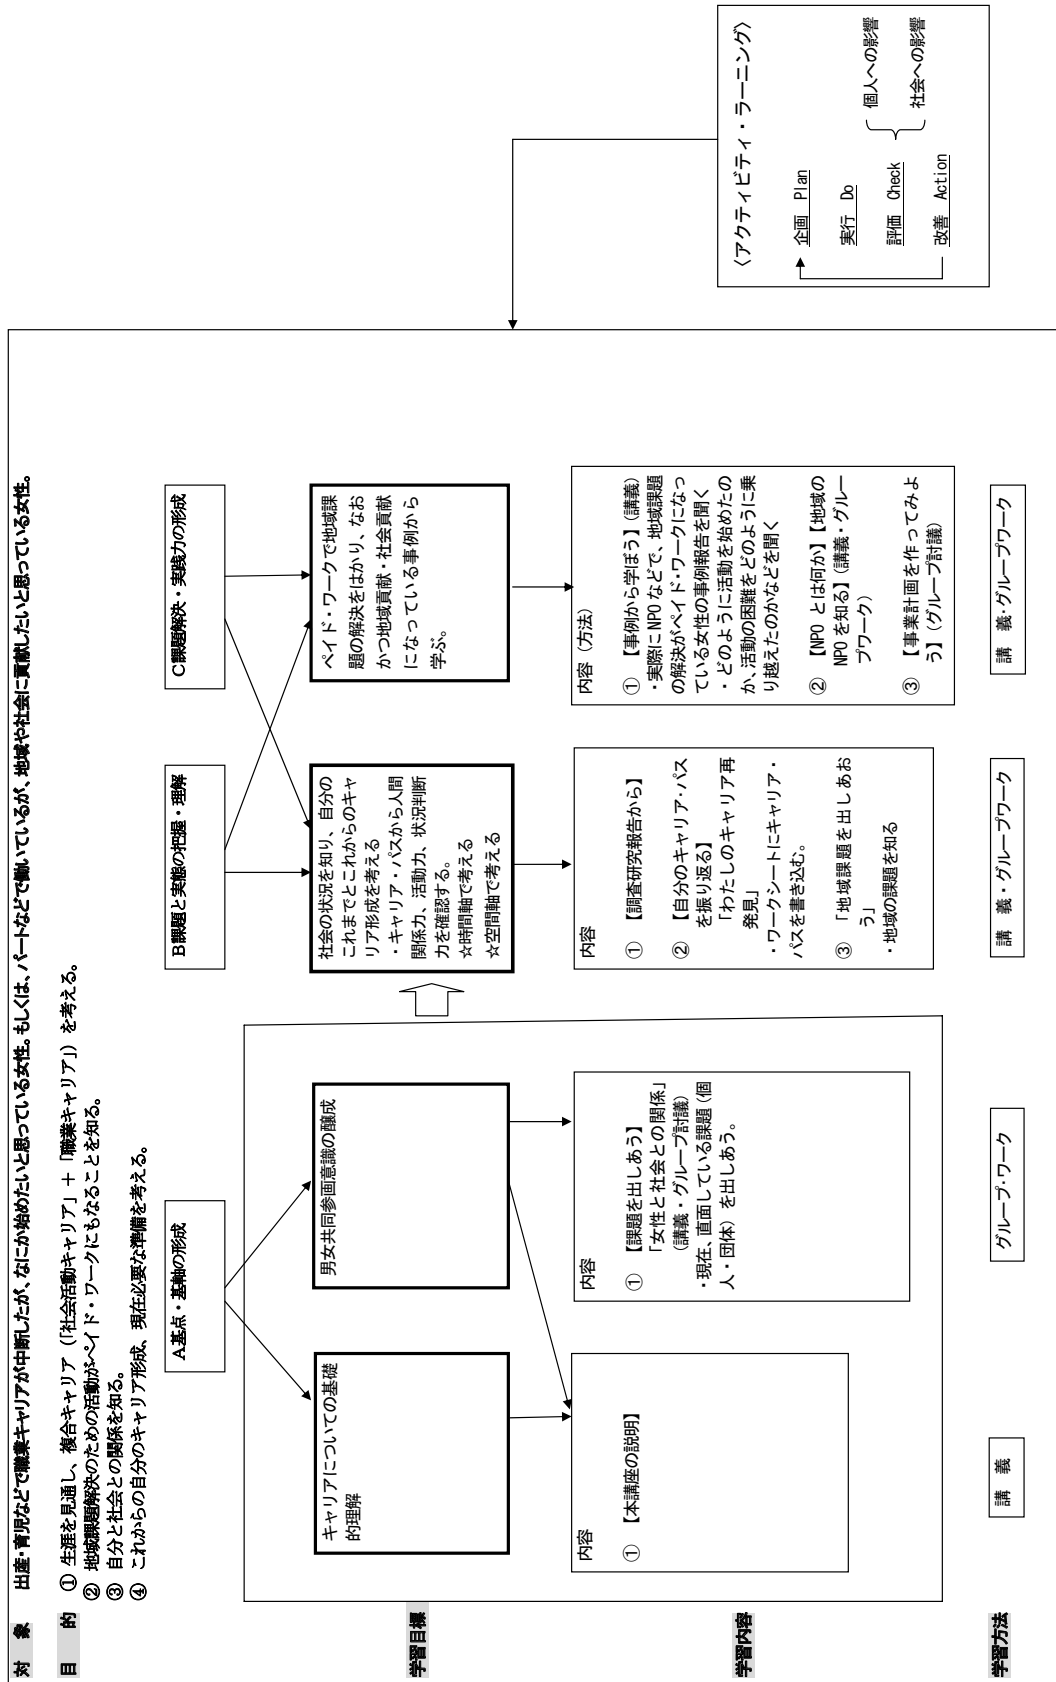 対　象　出産・育児などで職業キャリアが中断したが、なにか始めたいと思っている女性。もしくは、パートなどで働いているが、地域や社会に貢献したいと思っている女性。
目　的　① 生涯を見通し、複合キャリア（「社会活動キャリア」＋「職業キャリア」）を考える。
② 地域課題解決のための活動がペイド・ワークにもなることを知る。
③ 自分と社会との関係を知る。
④ これからの自分のキャリア形成、現在必要な準備を考える。
A基点・基軸の形成
B課題と実態の把握・理解
C課題解決・実践力の形成
学習目標
キャリアについての基礎
的理解
男女共同参画意識の醸成
社会の状況を知り、自分の
これまでとこれからのキャ
リア形成を考える
・キャリア・パスから人間
関係力、活動力、状況判断
力を確認する。
☆時間軸で考える
☆空間軸で考える
ペイド・ワークで地域課
題の解決をはかり、なお
かつ地域貢献・社会貢献
になっている事例から
学ぶ。
学習内容
内容
① 【本講座の説明】
内容
① 【課題を出しあう】
「女性と社会との関係」
（講義・グループ討議）
・現在、直面している課題（個
人・団体）を出しあう。
内容
① 【調査研究報告から】
② 【自分のキャリア・パス
を振り返る】
「わたしのキャリア再
発見」
・ワークシートにキャリア・
パスを書き込む。
③ 「地域課題を出しあお
う」
・地域の課題を知る
内容（方法）
① 【事例から学ぼう】（講義）
・実際に NPO などで、地域課題
の解決がペイド・ワークになっ
ている女性の事例報告を聞く
・どのように活動を始めたの
か、活動の困難をどのように乗
り越えたのかなどを聞く
② 【NPO とは何か】【地域の
NPO を知る】（講義・グルー
プワーク）
③ 【事業計画を作ってみよ
う】（グループ討議）
学習方法
講　義
グループ・ワーク
講　義・グループワーク
講　義・グループワーク
〈アクティビティ・ラーニング〉
企画 Plan
実行 Do
評価 Check
改善 Action
個人への影響
社会への影響